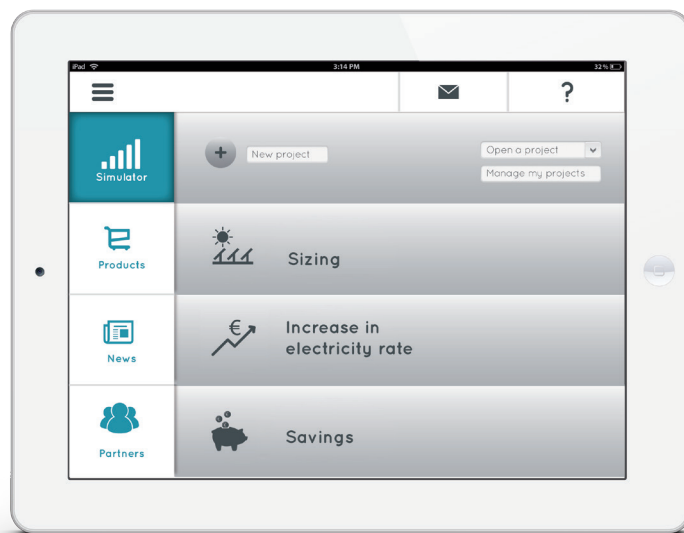 iPad
3:14 PM
32%
?
Simulator
New project
Open a project
Manage my projects
Products
Sizing
News
€
Increase in
electricity rate
Partners
Savings